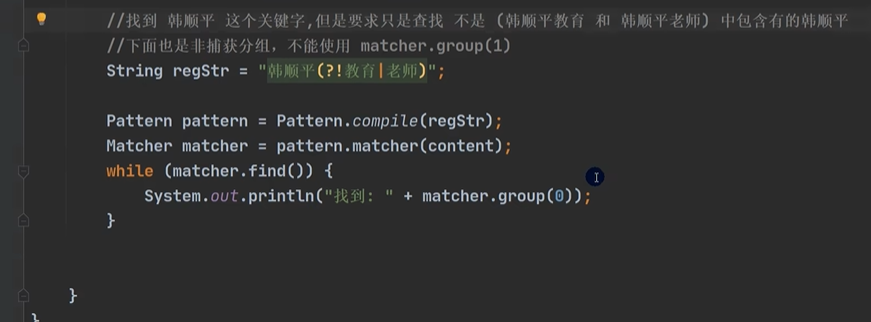 //找到 韩顺平 这个关键字,但是要求只是查找 不是 (韩顺平教育 和 韩顺平老师) 中包含有的韩顺平
//下面也是非捕获分组，不能使用 matcher.group(1)
String regStr = "韩顺平(?!教育|老师)";
Pattern pattern = Pattern.compile(regStr);
Matcher matcher = pattern.matcher(content);
while (matcher.find()) {
System.out.println("找到: " + matcher.group(0));
}
}
}